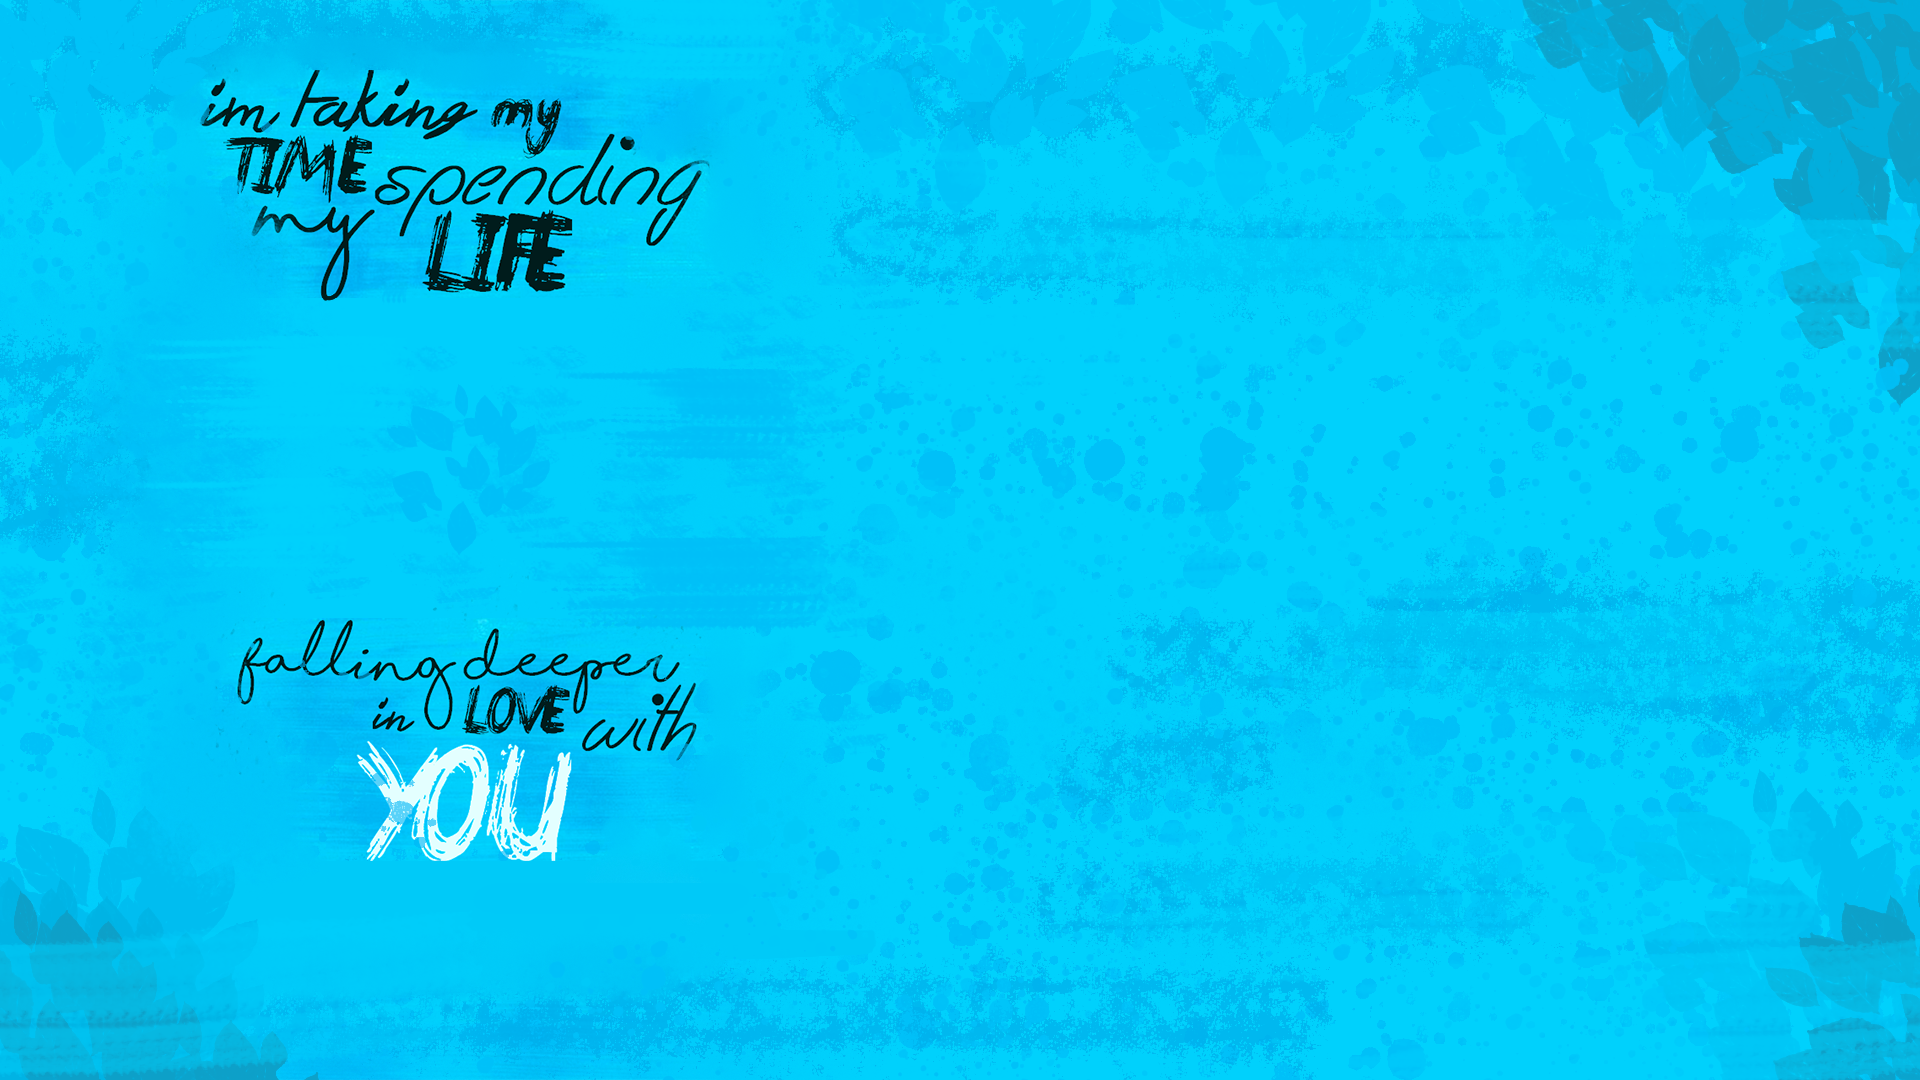 im taking my
TIME spending
my LIFE
falling deeper
in LOVE with
YOU